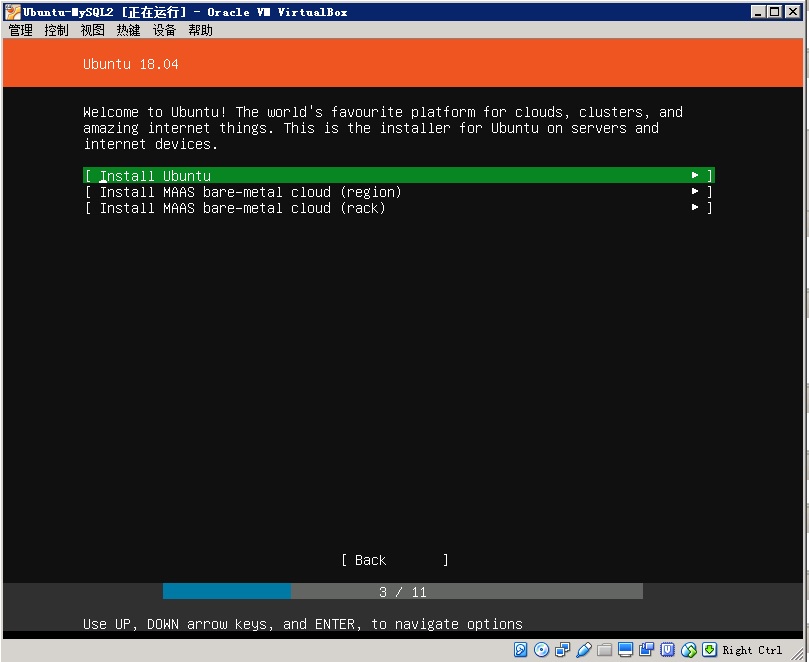 Ubuntu-MySQL2 [正在运行] - Oracle VM VirtualBox
管理 控制 视图 热键 设备 帮助
Ubuntu 18.04
Welcome to Ubuntu! The world's favourite platform for clouds, clusters, and
amazing internet things. This is the installer for Ubuntu on servers and
internet devices.
[ Install Ubuntu ▸ ]
[ Install MAAS bare-metal cloud (region) ▸ ]
[ Install MAAS bare-metal cloud (rack) ▸ ]
[ Back ]
3 / 11
Use UP, DOWN arrow keys, and ENTER, to navigate options
Right Ctrl